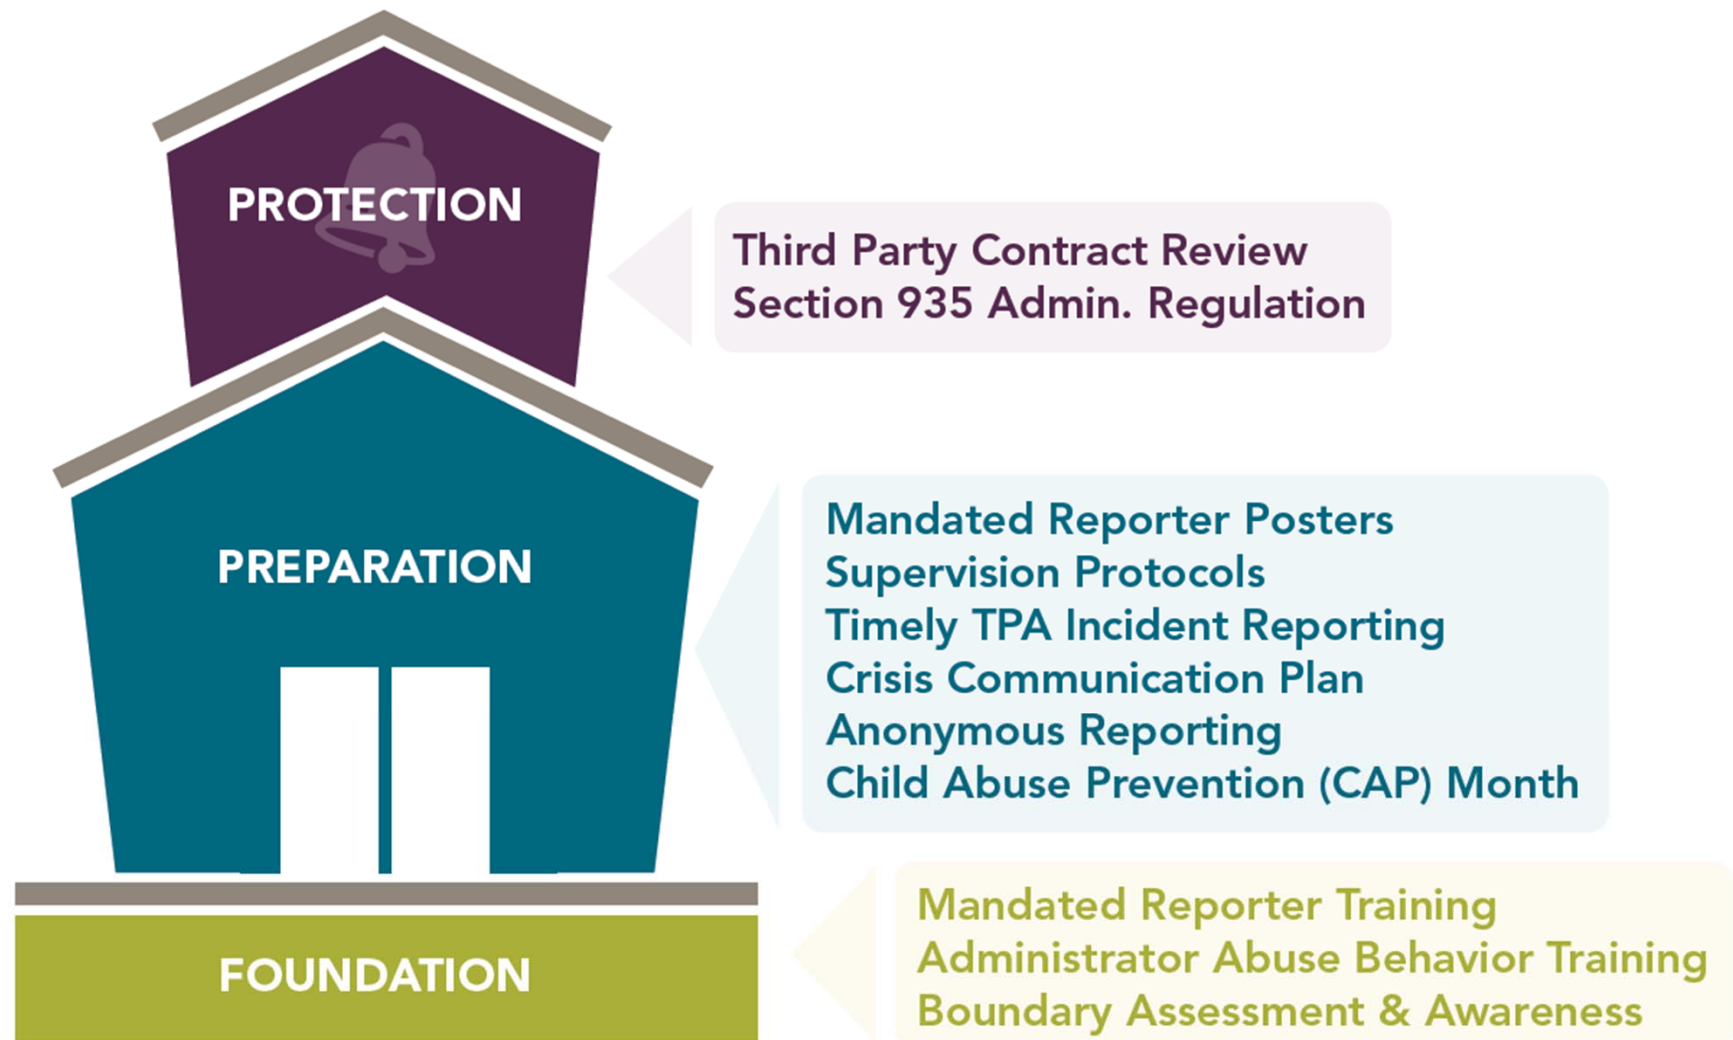 PROTECTION
Third Party Contract Review
Section 935 Admin. Regulation
PREPARATION
Mandated Reporter Posters
Supervision Protocols
Timely TPA Incident Reporting
Crisis Communication Plan
Anonymous Reporting
Child Abuse Prevention (CAP) Month
FOUNDATION
Mandated Reporter Training
Administrator Abuse Behavior Training
Boundary Assessment & Awareness